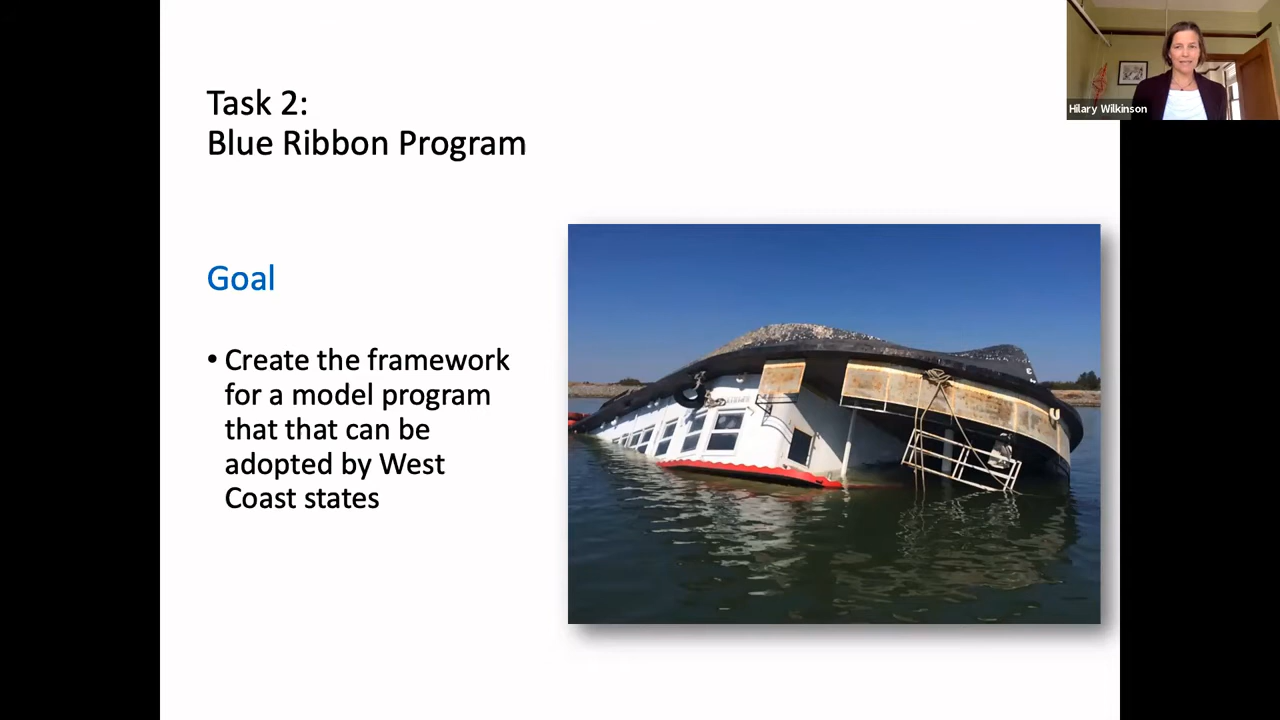 Task 2:
Blue Ribbon Program
Goal
• Create the framework
for a model program
that that can be
adopted by West
Coast states
Hilary Wilkinson